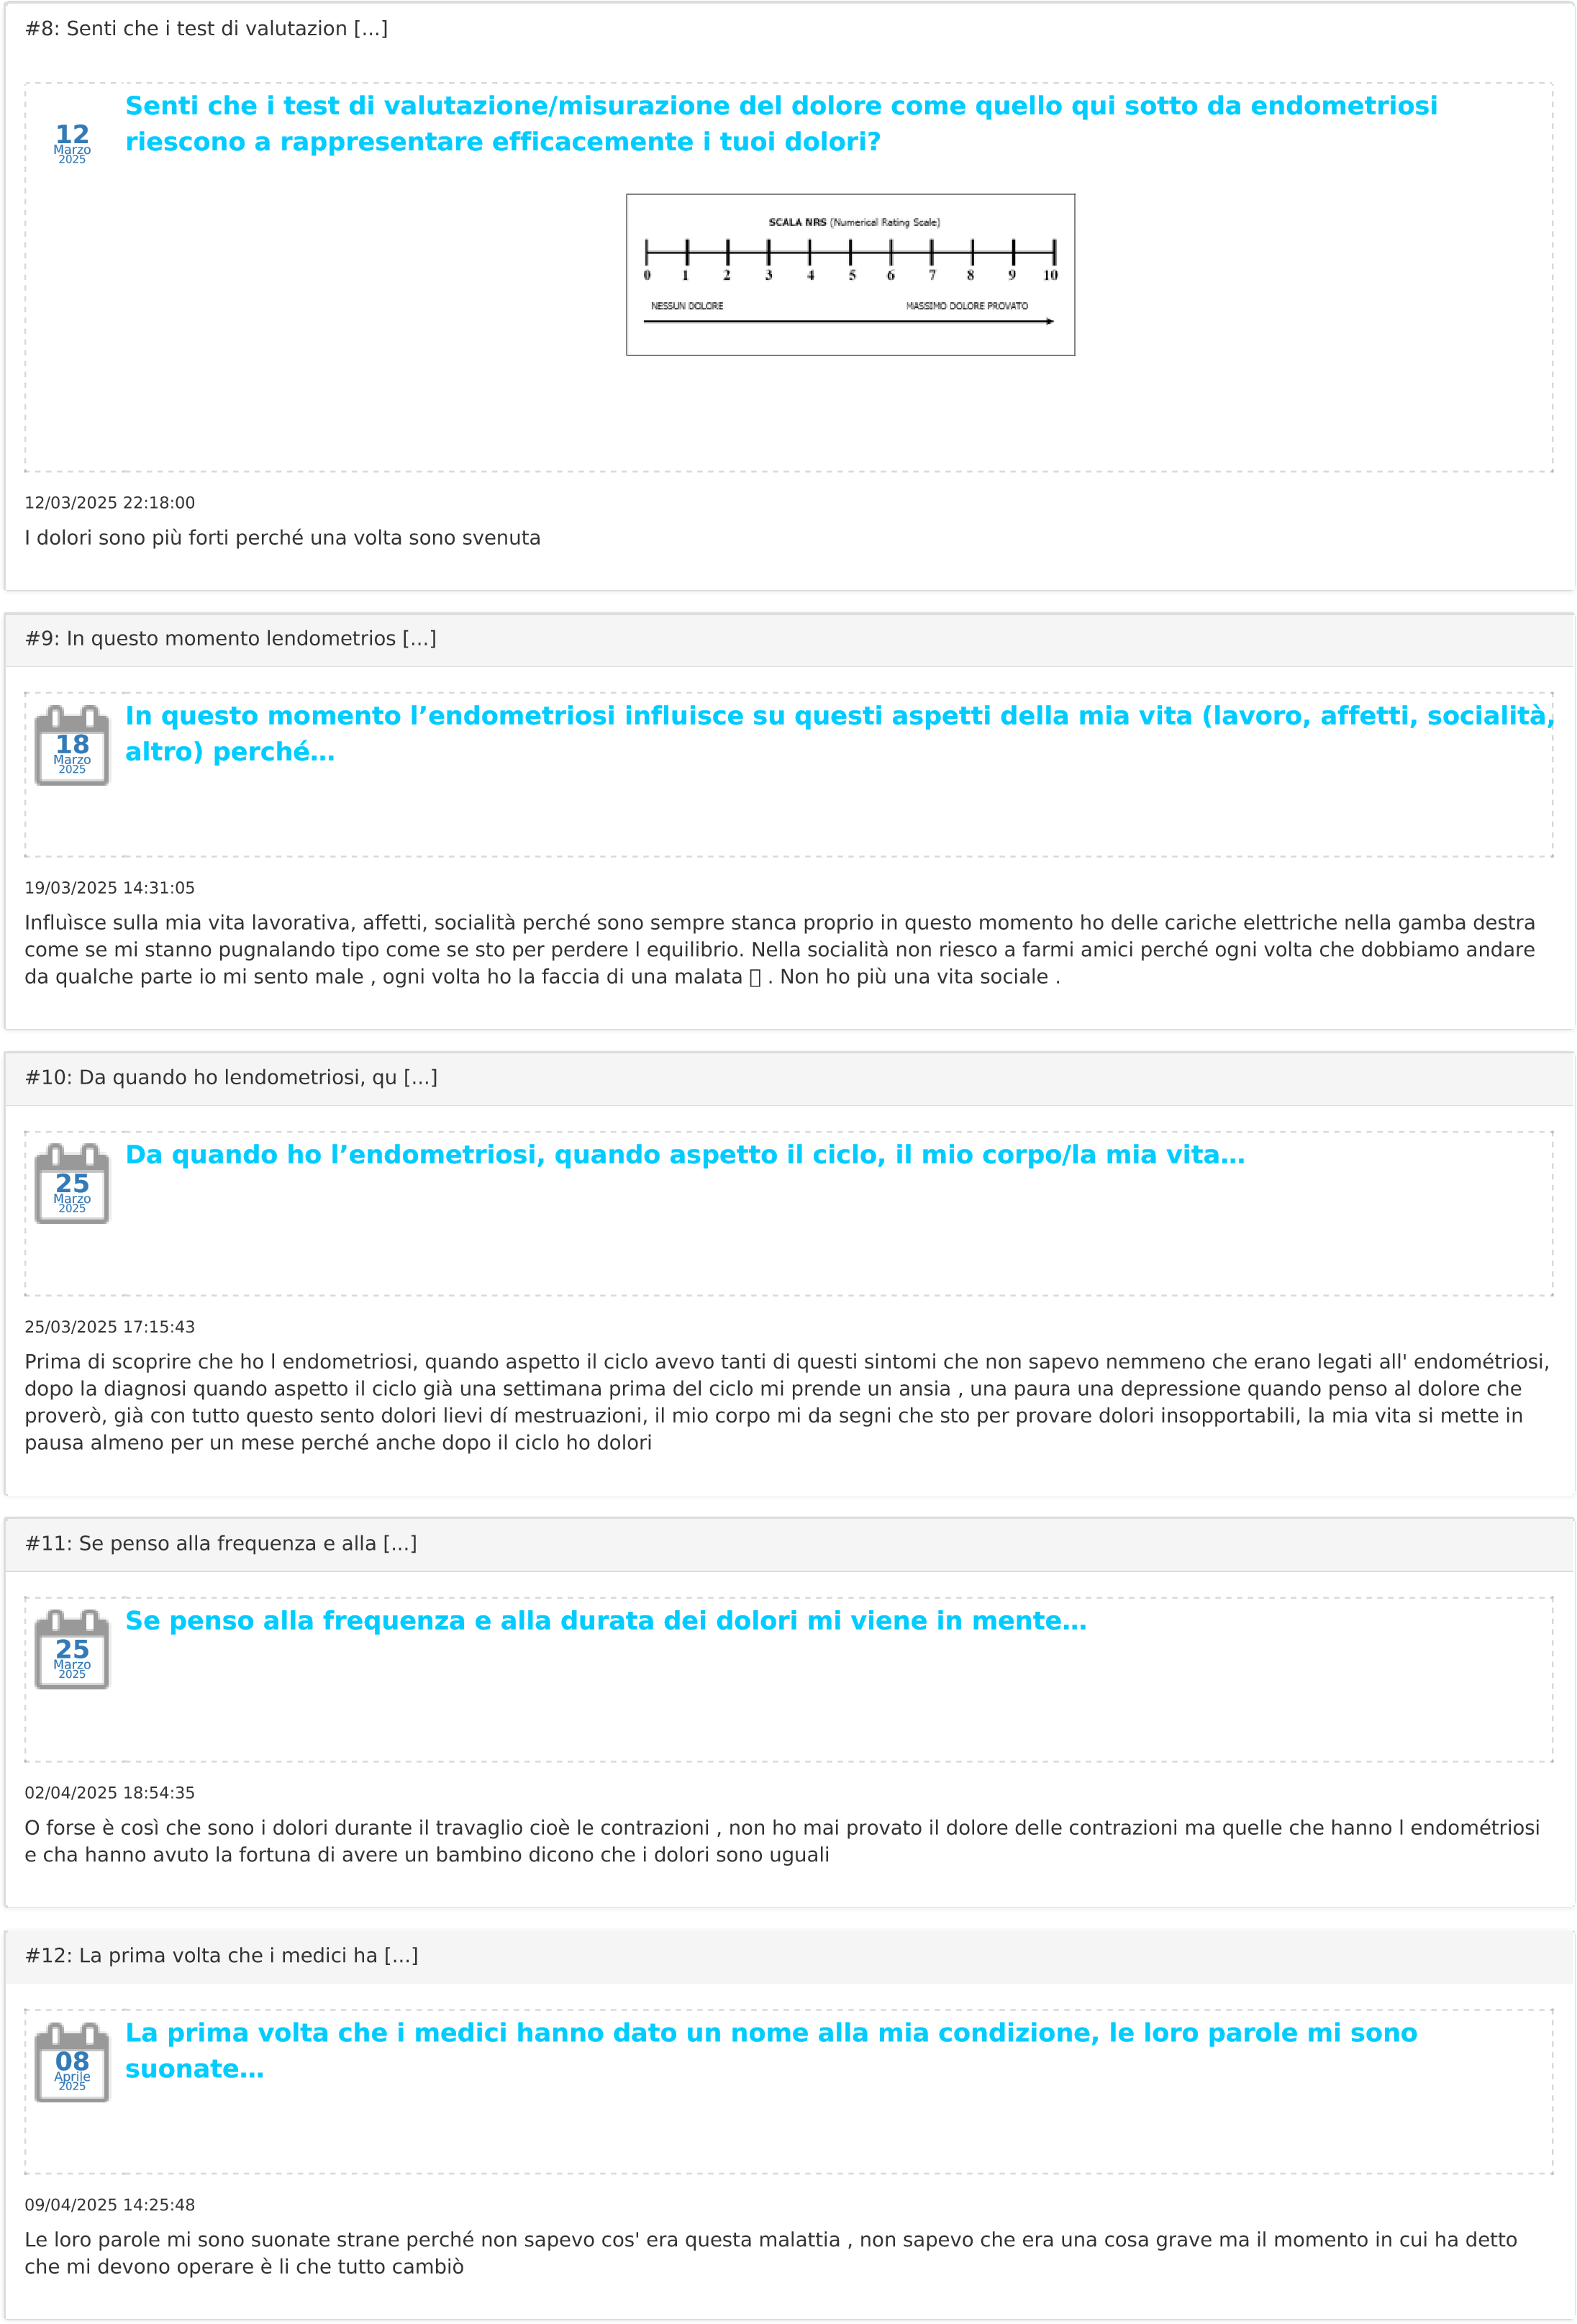 #8: Senti che i test di valutazion [...]
12
Marzo
2025
Senti che i test di valutazione/misurazione del dolore come quello qui sotto da endometriosi
riescono a rappresentare efficacemente i tuoi dolori?
SCALA NRS (Numerical Rating Scale)
0 1 2 3 4 5 6 7 8 9 10
NESSUN DOLORE MASSIMO DOLORE PROVATO
12/03/2025 22:18:00
I dolori sono più forti perché una volta sono svenuta
#9: In questo momento lendometrios [...]
18
Marzo
2025
In questo momento l’endometriosi influisce su questi aspetti della mia vita (lavoro, affetti, socialità,
altro) perché…
19/03/2025 14:31:05
Influìsce sulla mia vita lavorativa, affetti, socialità perché sono sempre stanca proprio in questo momento ho delle cariche elettriche nella gamba destra
come se mi stanno pugnalando tipo come se sto per perdere l equilibrio. Nella socialità non riesco a farmi amici perché ogni volta che dobbiamo andare
da qualche parte io mi sento male , ogni volta ho la faccia di una malata . Non ho più una vita sociale .
#10: Da quando ho lendometriosi, qu [...]
25
Marzo
2025
Da quando ho l’endometriosi, quando aspetto il ciclo, il mio corpo/la mia vita…
25/03/2025 17:15:43
Prima di scoprire che ho l endometriosi, quando aspetto il ciclo avevo tanti di questi sintomi che non sapevo nemmeno che erano legati all' endométriosi,
dopo la diagnosi quando aspetto il ciclo già una settimana prima del ciclo mi prende un ansia , una paura una depressione quando penso al dolore che
proverò, già con tutto questo sento dolori lievi dí mestruazioni, il mio corpo mi da segni che sto per provare dolori insopportabili, la mia vita si mette in
pausa almeno per un mese perché anche dopo il ciclo ho dolori
#11: Se penso alla frequenza e alla [...]
25
Marzo
2025
Se penso alla frequenza e alla durata dei dolori mi viene in mente…
02/04/2025 18:54:35
O forse è così che sono i dolori durante il travaglio cioè le contrazioni , non ho mai provato il dolore delle contrazioni ma quelle che hanno l endométriosi
e cha hanno avuto la fortuna di avere un bambino dicono che i dolori sono uguali
#12: La prima volta che i medici ha [...]
08
Aprile
2025
La prima volta che i medici hanno dato un nome alla mia condizione, le loro parole mi sono
suonate…
09/04/2025 14:25:48
Le loro parole mi sono suonate strane perché non sapevo cos' era questa malattia , non sapevo che era una cosa grave ma il momento in cui ha detto
che mi devono operare è li che tutto cambiò